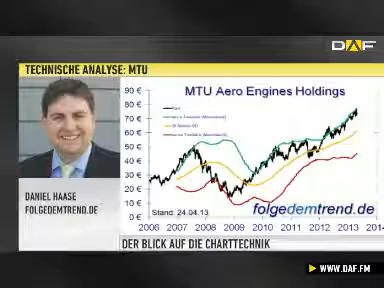 DAF
TECHNISCHE ANALYSE: MTU
MTU Aero Engines Holdings
90 €
80 €
70 €
60 €
50 €
40 €
30 €
20 €
10 €
0 €
2006 2007 2008 2009 2010 2011 2012 2013 2014
Stand: 24.04.13
folgedemtrend.de
DANIEL HAASE
FOLGEDEMTREND.DE
DER BLICK AUF DIE CHARTTECHNIK
WWW.DAF.FM